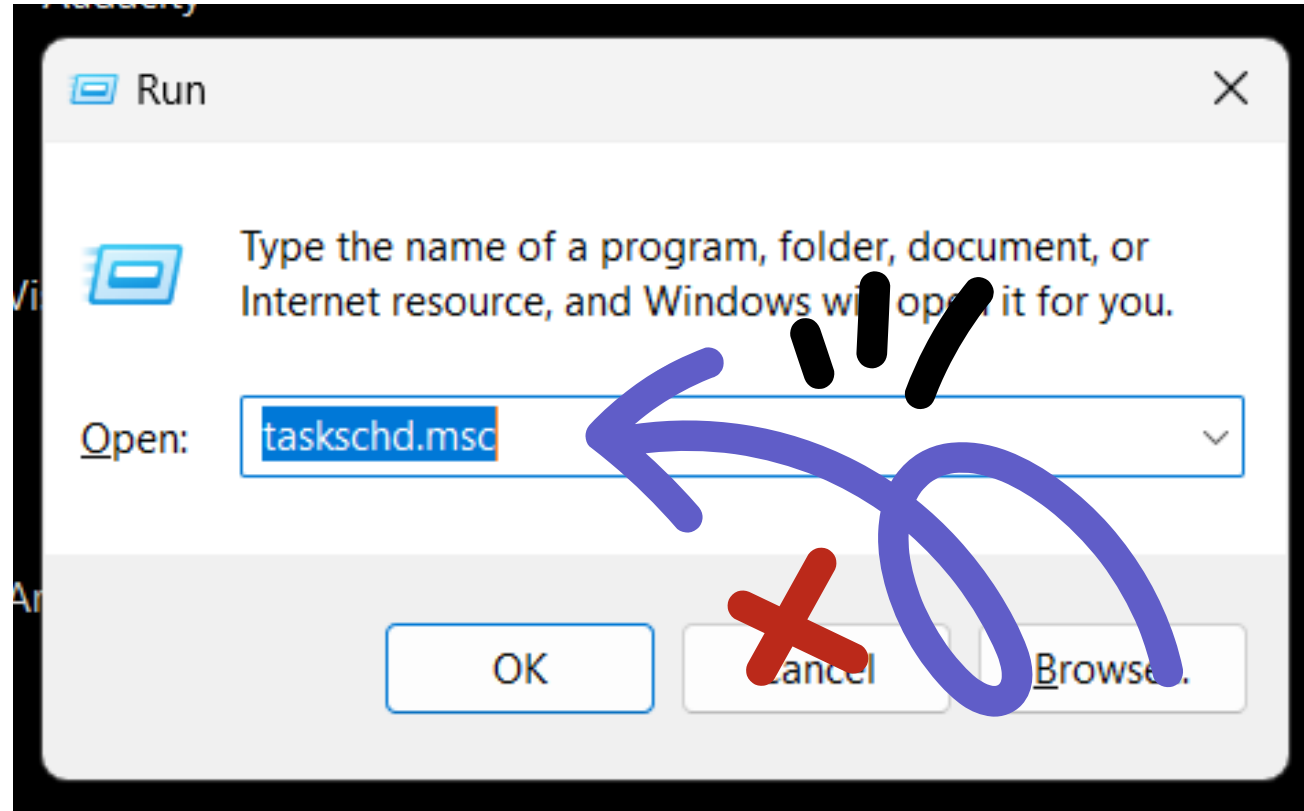 Audacity
Run
Type the name of a program, folder, document, or
Internet resource, and Windows will open it for you.
Open:
taskschd.msc
OK
Cancel
Browse...